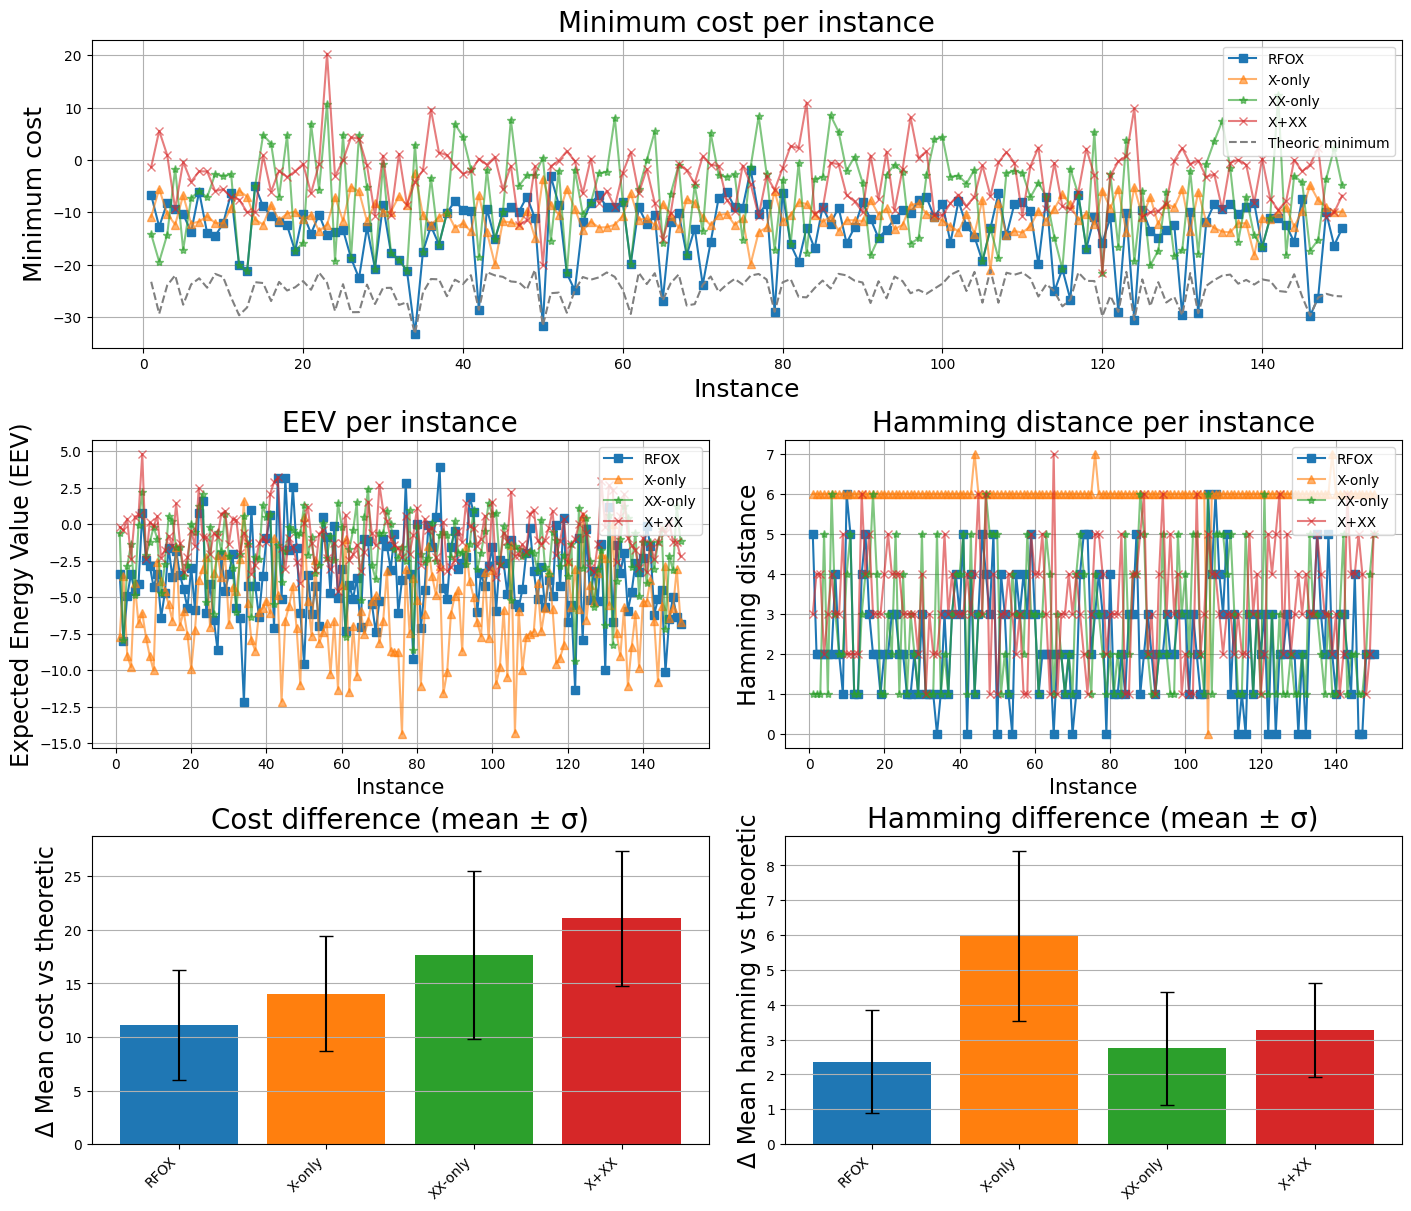 Minimum cost per instance
Minimum cost
20
10
0
−10
−20
−30
RFOX
X-only
XX-only
X+XX
Theoric minimum
0 20 40 60 80 100 120 140
Instance
EEV per instance
Expected Energy Value (EEV)
5.0
2.5
0.0
−2.5
−5.0
−7.5
−10.0
−12.5
−15.0
RFOX
X-only
XX-only
X+XX
0 20 40 60 80 100 120 140
Instance
Hamming distance per instance
Hamming distance
7
6
5
4
3
2
1
0
RFOX
X-only
XX-only
X+XX
0 20 40 60 80 100 120 140
Instance
Cost difference (mean ± σ)
Δ Mean cost vs theoretic
25
20
15
10
5
0
RFOX
X-only
XX-only
X+XX
Hamming difference (mean ± σ)
Δ Mean hamming vs theoretic
8
7
6
5
4
3
2
1
0
RFOX
X-only
XX-only
X+XX